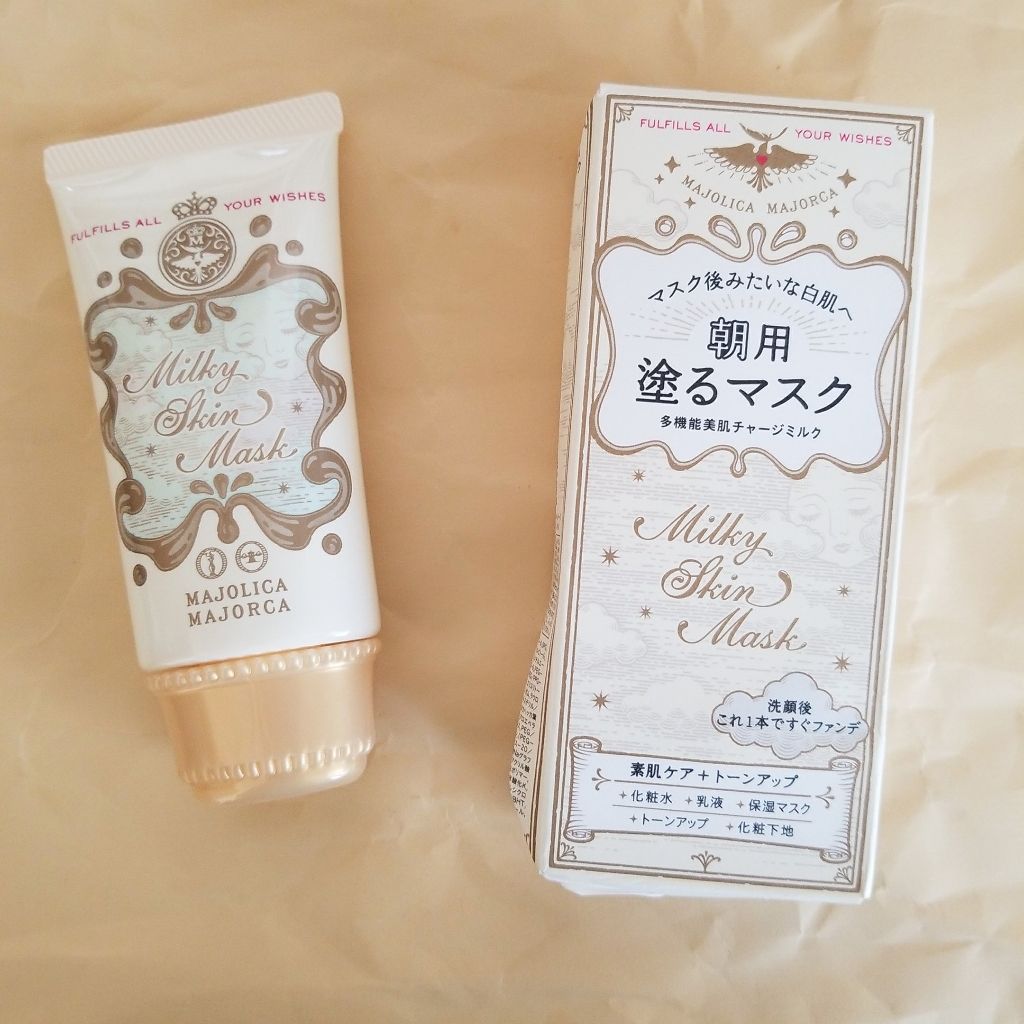 FULFILLS ALL YOUR WISHES
M
Milky
Skin
Mask
MAJOLICA
MAJORCA
FULFILLS ALL YOUR WISHES
MAJOLICA MAJORCA
マスク後みたいな白肌へ
朝用
塗るマスク
多機能美肌チャージミルク
Milky
Skin
Mask
洗顔後
これ1本ですぐファンデ
素肌ケア+トーンアップ
+化粧水 +乳液 +保湿マスク
+トーンアップ +化粧下地